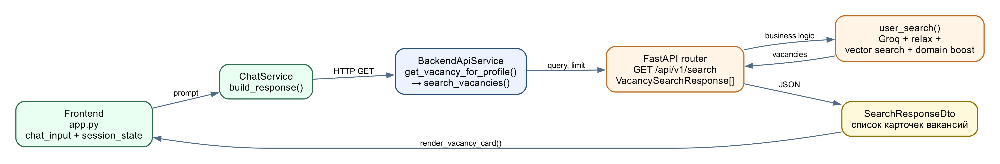 Frontend
app.py
chat_input + session_state
prompt
ChatService
build_response()
HTTP GET
BackendApiService
get_vacancy_for_profile()
→ search_vacancies()
query, limit
FastAPI router
GET /api/v1/search
VacancySearchResponse[]
business logic
user_search()
Groq + relax +
vector search + domain boost
vacancies
JSON
SearchResponseDto
список карточек вакансий
render_vacancy_card()